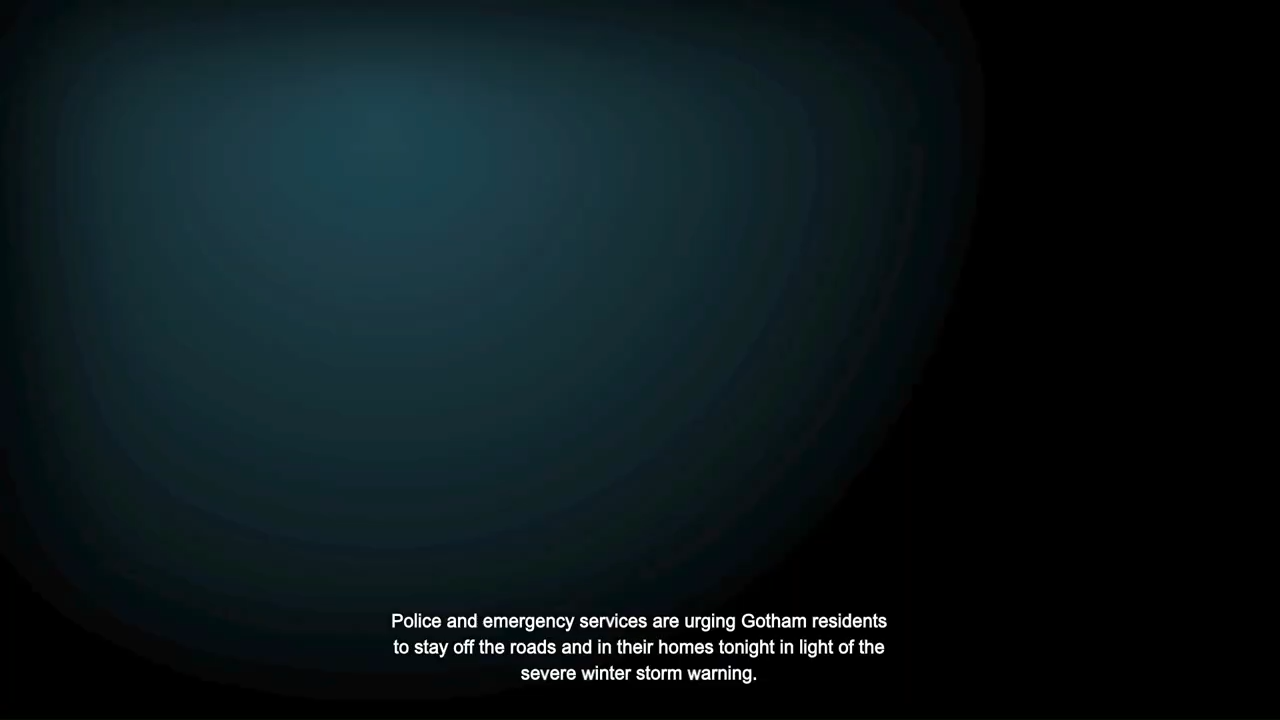 Police and emergency services are urging Gotham residents
to stay off the roads and in their homes tonight in light of the
severe winter storm warning.